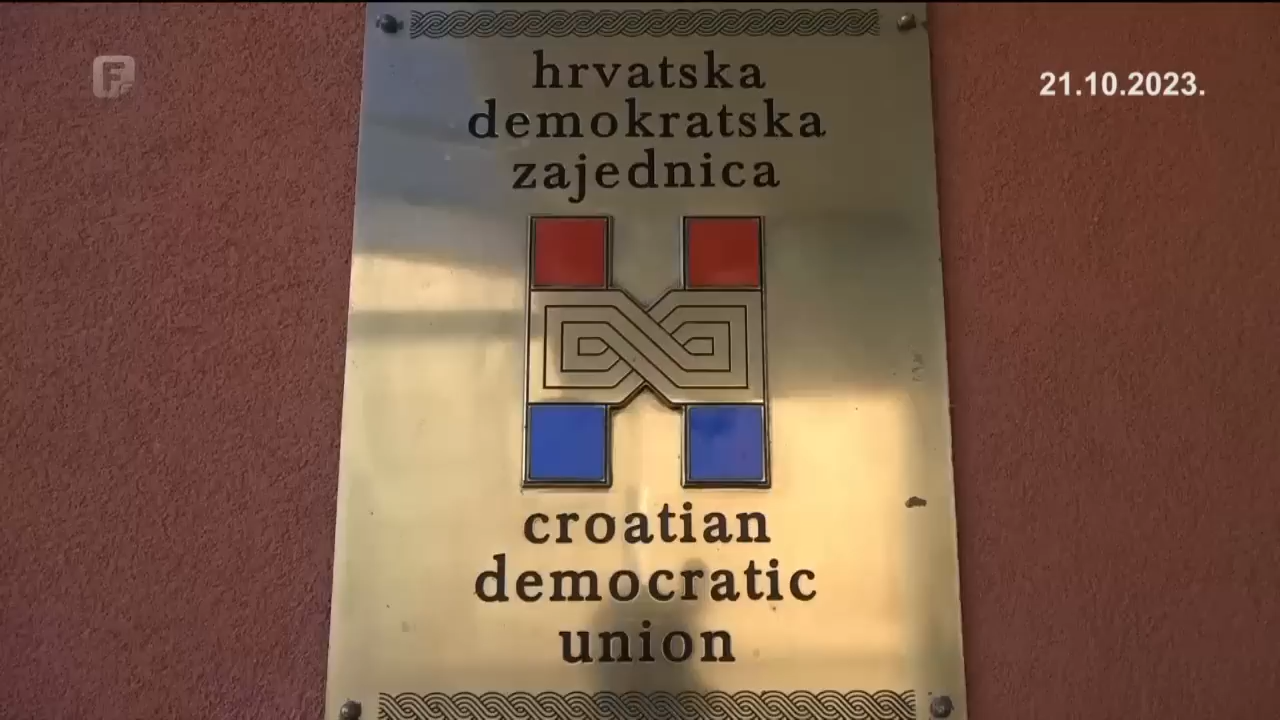 F
21.10.2023.
hrvatska
demokratska
zajednica
croatian
democratic
union